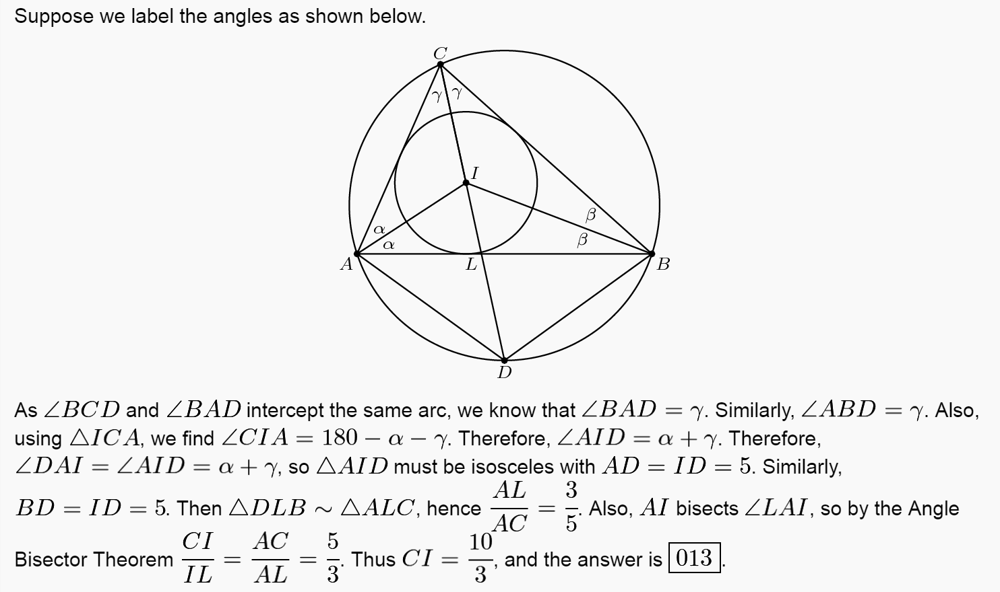 Suppose we label the angles as shown below.
C
γ γ
I
β
α
β
α
A
L
B
D
As ∠BCD and ∠BAD intercept the same arc, we know that ∠BAD = γ. Similarly, ∠ABD = γ. Also,
using △ICA, we find ∠CIA = 180 − α − γ. Therefore, ∠AID = α + γ. Therefore,
∠DAI = ∠AID = α + γ, so △AID must be isosceles with AD = ID = 5. Similarly,
BD = ID = 5. Then △DLB ∼ △ALC, hence AL/AC = 3/5. Also, AI bisects ∠LAI, so by the Angle
Bisector Theorem CI/IL = AC/AL = 5/3. Thus CI = 10/3, and the answer is 013.